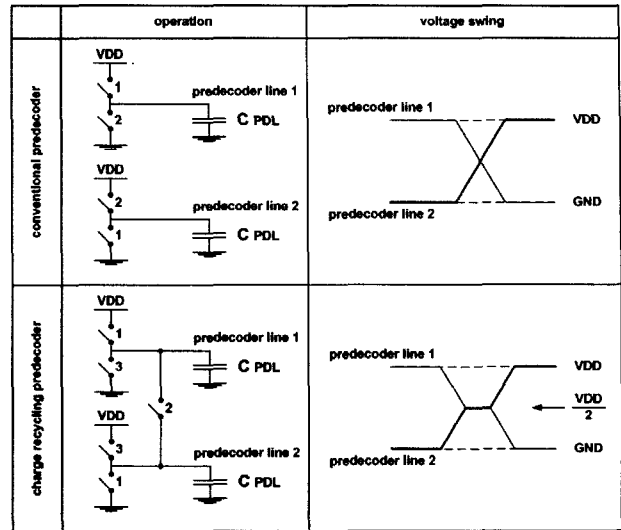 operation
voltage swing
conventional predecoder
VDD
1
2
predecoder line 1
C PDL
VDD
2
1
predecoder line 2
C PDL
predecoder line 1
predecoder line 2
VDD
GND
charge recycling predecoder
VDD
1
3
predecoder line 1
C PDL
2
VDD
3
1
predecoder line 2
C PDL
predecoder line 1
predecoder line 2
VDD
VDD
2
GND